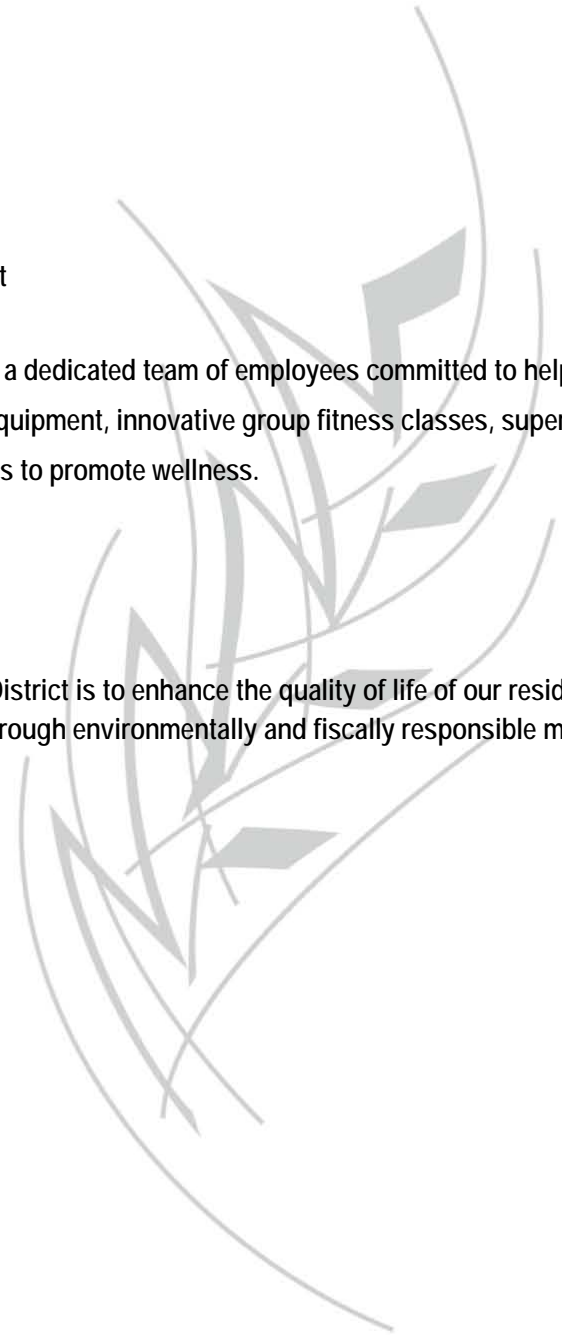 t
a dedicated team of employees committed to help
quipment, innovative group fitness classes, super
s to promote wellness.
District is to enhance the quality of life of our resid
rough environmentally and fiscally responsible m